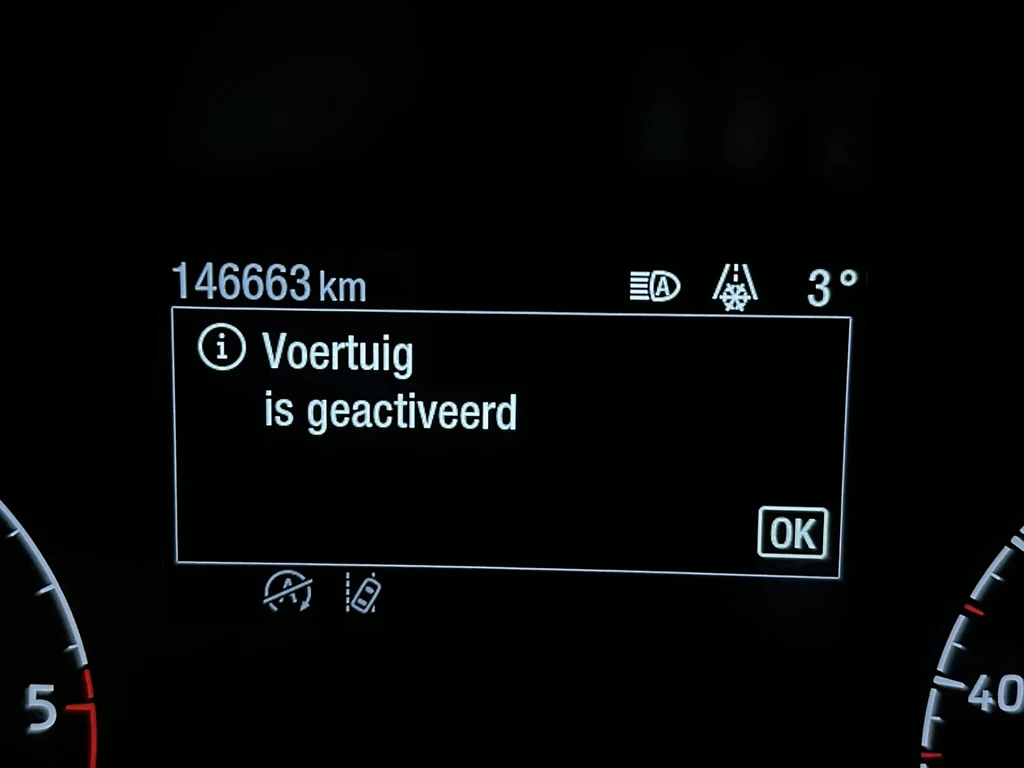 146663 km 3°
Voertuig
is geactiveerd
OK
5
40